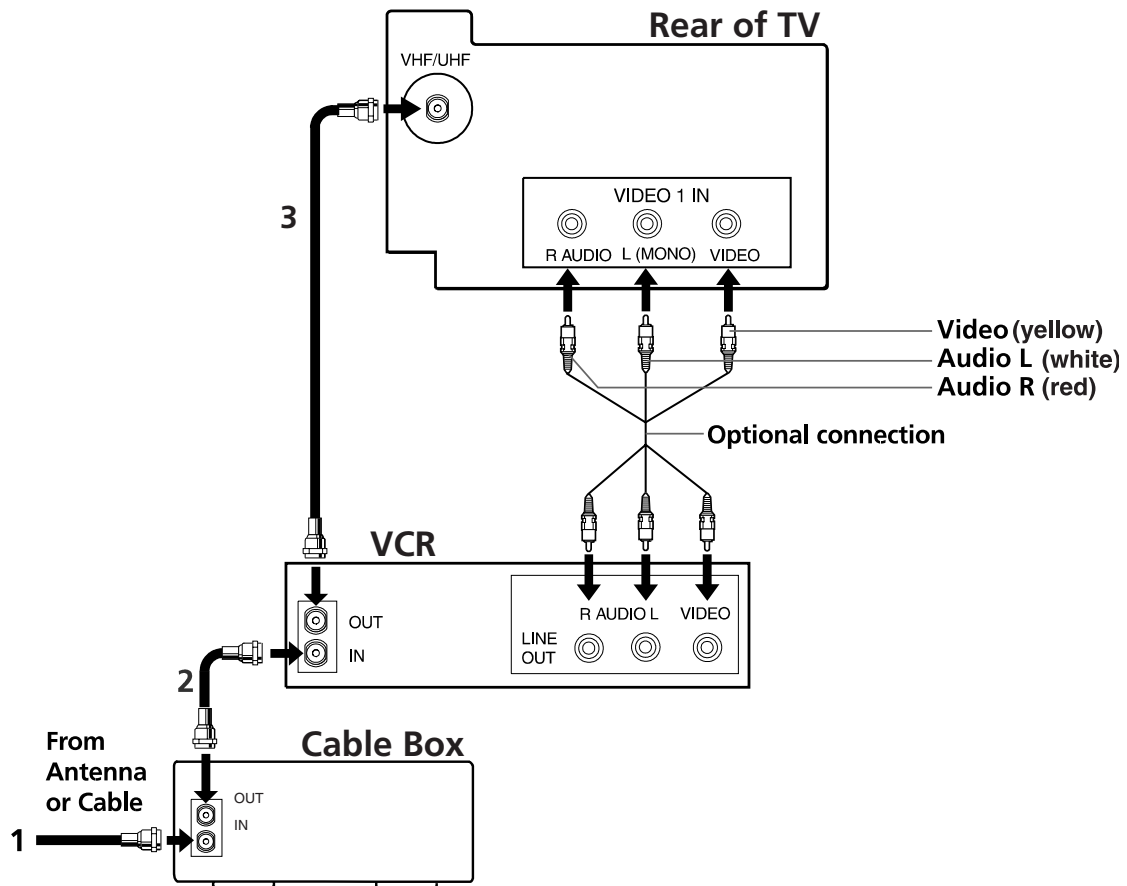 Rear of TV
VHF/UHF
3
VIDEO 1 IN
R AUDIO L (MONO) VIDEO
Video (yellow)
Audio L (white)
Audio R (red)
Optional connection
VCR
OUT
IN
R AUDIO L VIDEO
LINE
OUT
2
Cable Box
From
Antenna
or Cable
OUT
IN
1